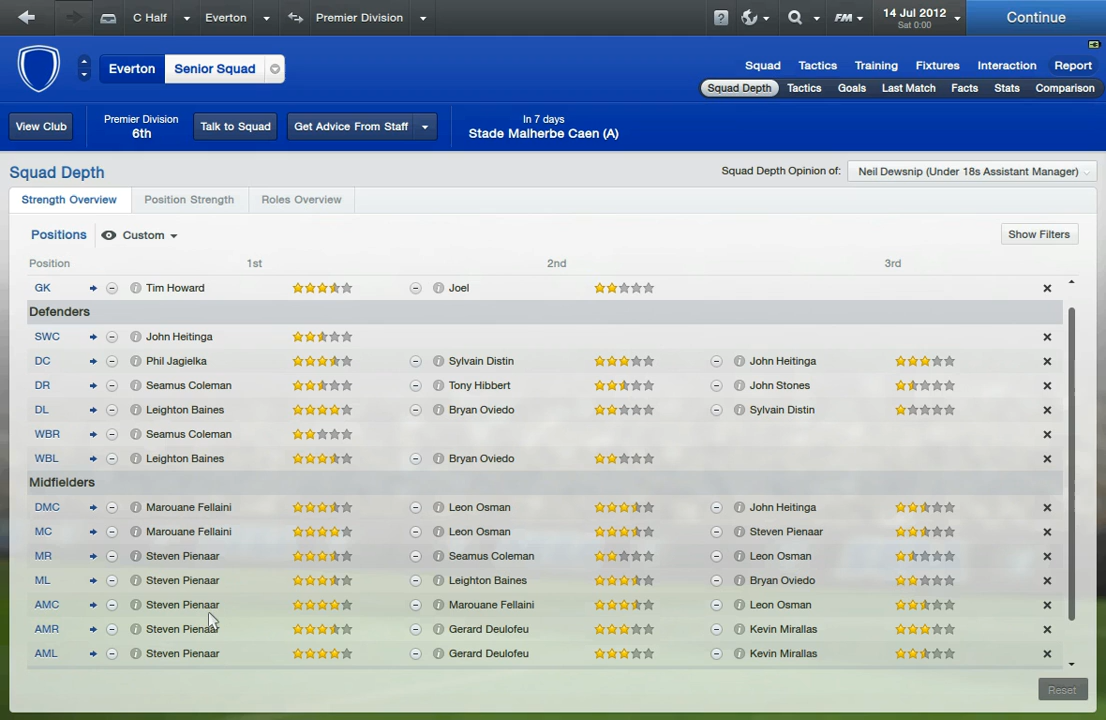 C Half
Everton
Premier Division
?
FM
14 Jul 2012
Sat 0:00
Continue
Everton
Senior Squad
Squad
Tactics
Training
Fixtures
Interaction
Report
Squad Depth
Tactics
Goals
Last Match
Facts
Stats
Comparison
View Club
Premier Division
6th
Talk to Squad
Get Advice From Staff
In 7 days
Stade Malherbe Caen (A)
Squad Depth
Squad Depth Opinion of:
Neil Dewsnip (Under 18s Assistant Manager)
Strength Overview
Position Strength
Roles Overview
Positions
Custom
Show Filters
Position 1st 2nd 3rd
GK Tim Howard Joel
Defenders
SWC John Heitinga
DC Phil Jagielka Sylvain Distin John Heitinga
DR Seamus Coleman Tony Hibbert John Stones
DL Leighton Baines Bryan Oviedo Sylvain Distin
WBR Seamus Coleman
WBL Leighton Baines Bryan Oviedo
Midfielders
DMC Marouane Fellaini Leon Osman John Heitinga
MC Marouane Fellaini Leon Osman Steven Pienaar
MR Steven Pienaar Seamus Coleman Leon Osman
ML Steven Pienaar Leighton Baines Bryan Oviedo
AMC Steven Pienaar Marouane Fellaini Leon Osman
AMR Steven Pienaar Gerard Deulofeu Kevin Mirallas
AML Steven Pienaar Gerard Deulofeu Kevin Mirallas
Reset